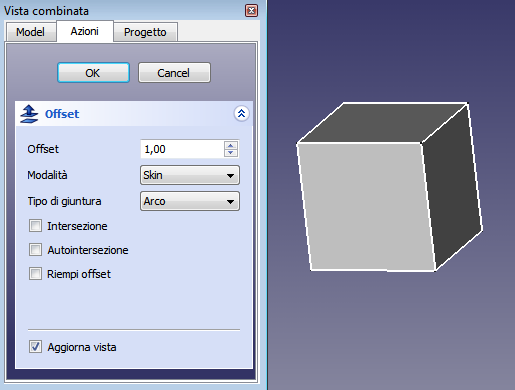 Vista combinata
Model Azioni Progetto
OK Cancel
Offset
Offset 1,00
Modalità Skin
Tipo di giuntura Arco
Intersezione
Autointersezione
Riempi offset
Aggiorna vista